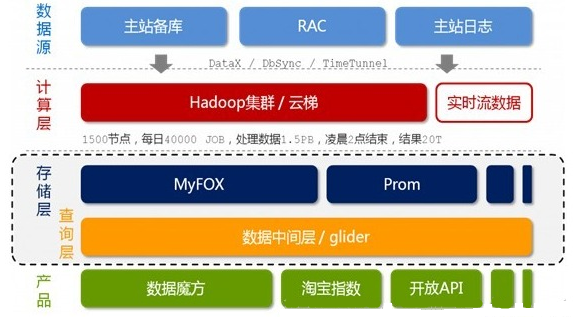 数据源
主站备库
RAC
主站日志
DataX / DbSync / TimeTunnel
计算层
Hadoop集群 / 云梯
实时流数据
1500节点，每日40000 JOB，处理数据1.5PB，凌晨2点结束，结果20T
存储层
MyFOX
Prom
查询层
数据中间层 / glider
产品
数据魔方
淘宝指数
开放API